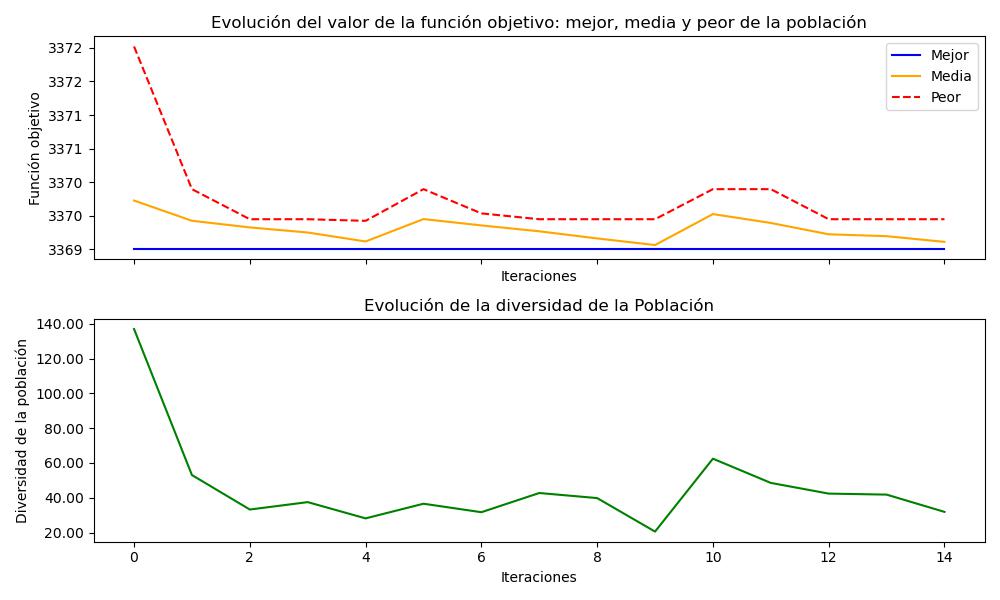 Evolución del valor de la función objetivo: mejor, media y peor de la población
Función objetivo
3372
3372
3371
3371
3370
3370
3369
Mejor
Media
Peor
Iteraciones
Evolución de la diversidad de la Población
Diversidad de la población
140.00
120.00
100.00
80.00
60.00
40.00
20.00
0 2 4 6 8 10 12 14
Iteraciones